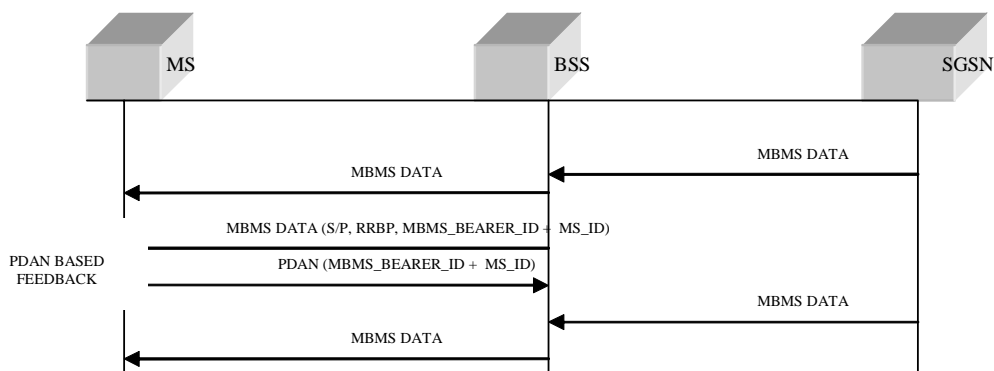 MS
BSS
SGSN
MBMS DATA
MBMS DATA
MBMS DATA (S/P, RRBP, MBMS_BEARER_ID + MS_ID)
PDAN BASED
FEEDBACK
PDAN (MBMS_BEARER_ID + MS_ID)
MBMS DATA
MBMS DATA